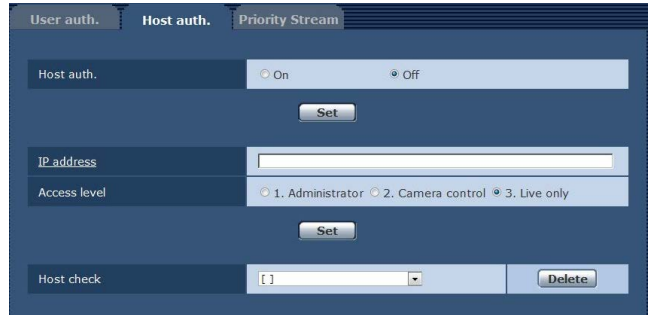 User auth. Host auth. Priority Stream
Host auth. On Off
Set
IP address
Access level 1. Administrator 2. Camera control 3. Live only
Set
Host check [ ] Delete